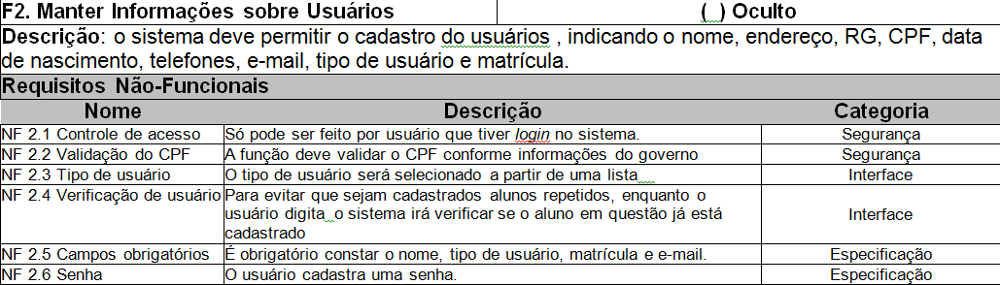 F2. Manter Informações sobre Usuários ( ) Oculto
Descrição: o sistema deve permitir o cadastro do usuários , indicando o nome, endereço, RG, CPF, data
de nascimento, telefones, e-mail, tipo de usuário e matrícula.
Requisitos Não-Funcionais
Nome Descrição Categoria
NF 2.1 Controle de acesso Só pode ser feito por usuário que tiver login no sistema. Segurança
NF 2.2 Validação do CPF A função deve validar o CPF conforme informações do governo Segurança
NF 2.3 Tipo de usuário O tipo de usuário será selecionado a partir de uma lista Interface
NF 2.4 Verificação de usuário Para evitar que sejam cadastrados alunos repetidos, enquanto o
usuário digita o sistema irá verificar se o aluno em questão já está
cadastrado
Interface
NF 2.5 Campos obrigatórios É obrigatório constar o nome, tipo de usuário, matrícula e e-mail. Especificação
NF 2.6 Senha O usuário cadastra uma senha. Especificação